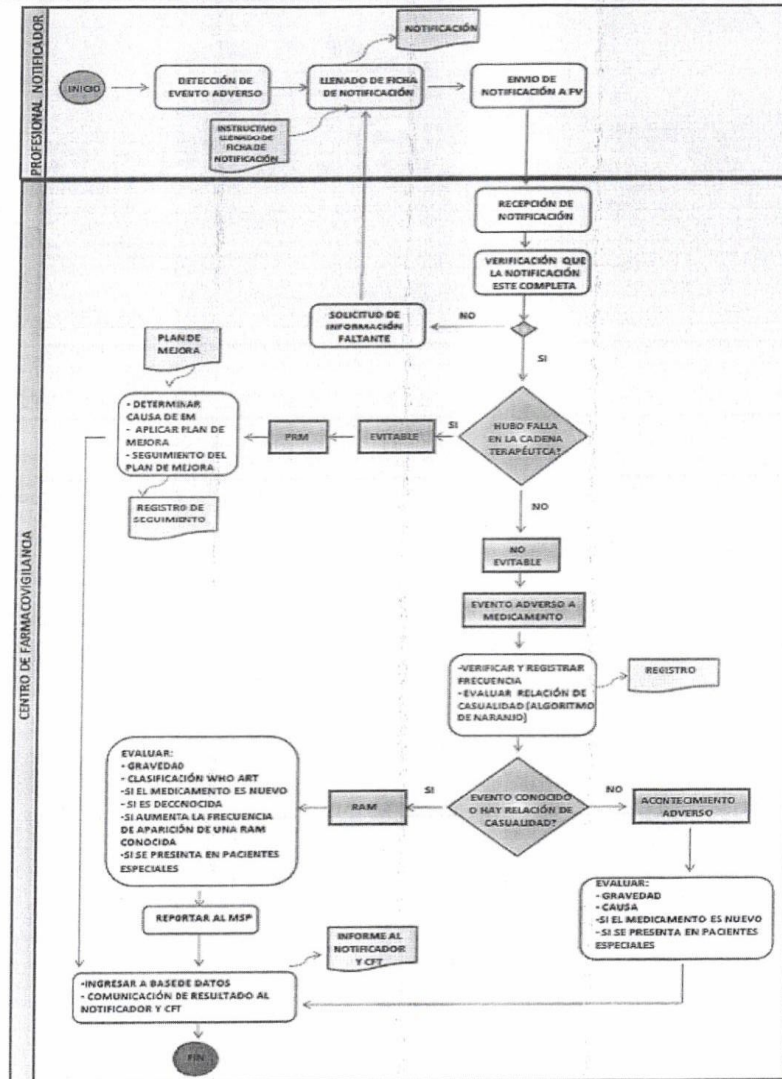 PROFESIONAL NOTIFICADOR
NOTIFICACIÓN
INICIO
DETECCIÓN DE
EVENTO ADVERSO
LLENADO DE FICHA
DE NOTIFICACIÓN
ENVIO DE
NOTIFICACIÓN A FV
INSTRUCTIVO
LLENADO DE
FICHA DE
NOTIFICACIÓN
CENTRO DE FARMACOVIGILANCIA
RECEPCIÓN DE
NOTIFICACIÓN
VERIFICACIÓN QUE
LA NOTIFICACIÓN
ESTE COMPLETA
SOLICITUD DE
INFORMACIÓN
FALTANTE
NO
SI
PLAN DE
MEJORA
- DETERMINAR
CAUSA DE EM
- APLICAR PLAN DE
MEJORA
- SEGUIMIENTO DEL
PLAN DE MEJORA
PRM
EVITABLE
SI
HUBO FALLA
EN LA CADENA
TERAPÉUTCA?
REGISTRO DE
SEGUIMIENTO
NO
NO
EVITABLE
EVENTO ADVERSO A
MEDICAMENTO
-VERIFICAR Y REGISTRAR
FRECUENCIA
- EVALUAR RELACIÓN DE
CASUALIDAD (ALGORITMO
DE NARANJO)
REGISTRO
EVALUAR:
- GRAVEDAD
- CLASIFICACIÓN WHO ART
-SI EL MEDICAMENTO ES NUEVO
- SI ES DECCNOCIDA
-SI AUMENTA LA FRECUENCIA
DE APARICIÓN DE UNA RAM
CONOCIDA
-SI SE PRESENTA EN PACIENTES
ESPECIALES
RAM
SI
EVENTO CONOCIDO
O HAY RELACIÓN DE
CASUALIDAD?
NO
ACONTECIMIENTO
ADVERSO
EVALUAR:
- GRAVEDAD
- CAUSA
-SI EL MEDICAMENTO ES NUEVO
- SI SE PRESENTA EN PACIENTES
ESPECIALES
REPORTAR AL MSP
INFORME AL
NOTIFICADOR
Y CFT
-INGRESAR A BASE DE DATOS
- COMUNICACIÓN DE RESULTADO AL
NOTIFICADOR Y CFT
FIN